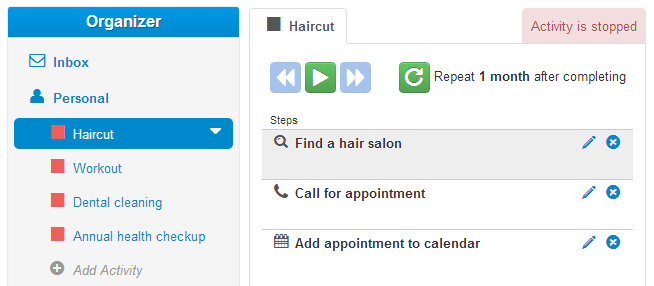 Organizer
Inbox
Personal
Haircut
Workout
Dental cleaning
Annual health checkup
Add Activity
Haircut
Activity is stopped
Repeat 1 month after completing
Steps
Find a hair salon
Call for appointment
Add appointment to calendar